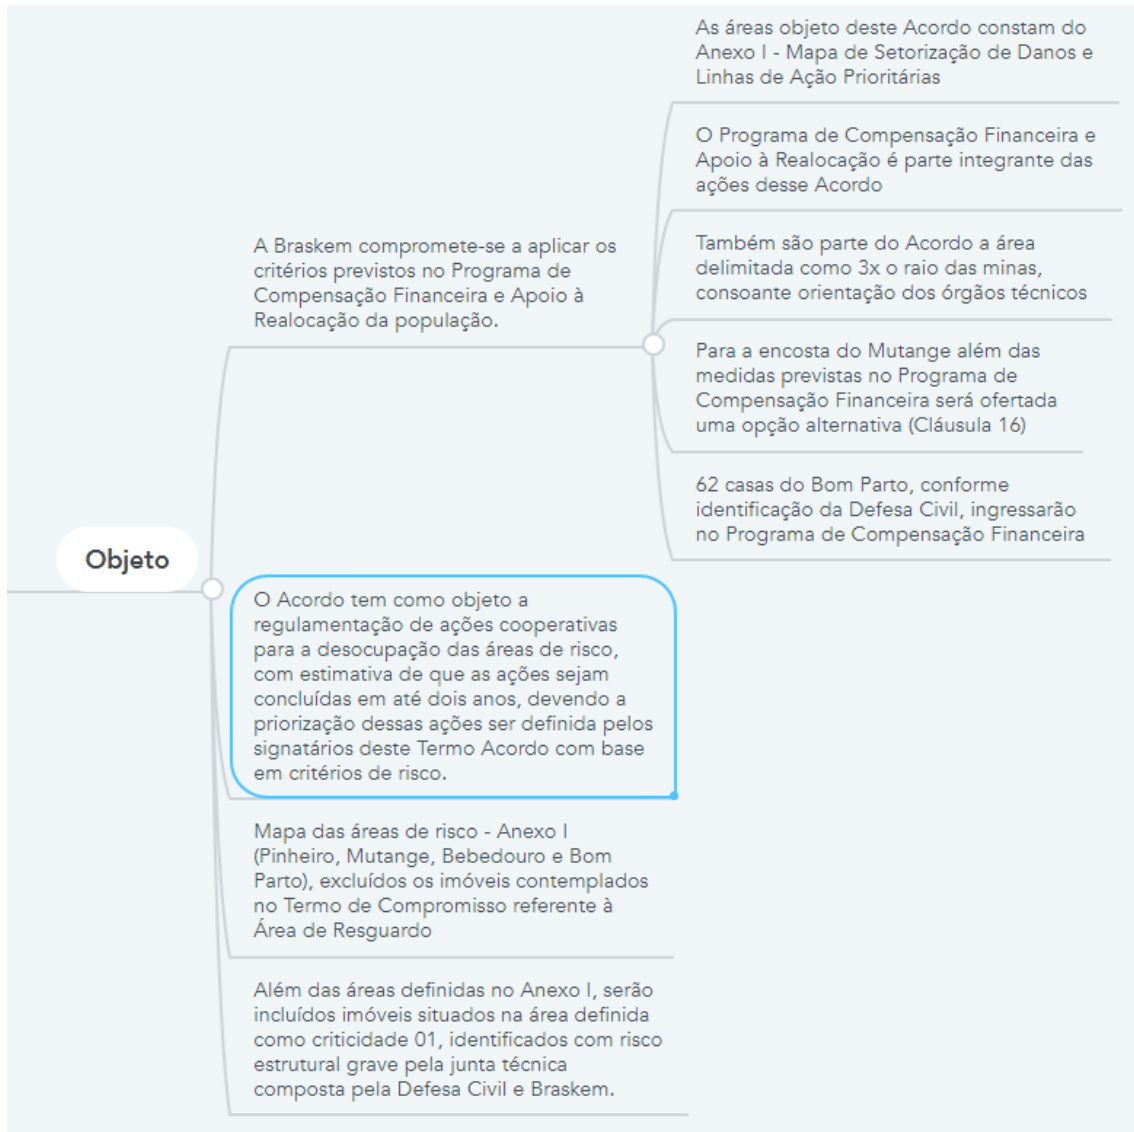 Objeto
A Braskem compromete-se a aplicar os
critérios previstos no Programa de
Compensação Financeira e Apoio à
Realocação da população.
As áreas objeto deste Acordo constam do
Anexo I - Mapa de Setorização de Danos e
Linhas de Ação Prioritárias
O Programa de Compensação Financeira e
Apoio à Realocação é parte integrante das
ações desse Acordo
Também são parte do Acordo a área
delimitada como 3x o raio das minas,
consoante orientação dos órgãos técnicos
Para a encosta do Mutange além das
medidas previstas no Programa de
Compensação Financeira será ofertada
uma opção alternativa (Cláusula 16)
62 casas do Bom Parto, conforme
identificação da Defesa Civil, ingressarão
no Programa de Compensação Financeira
O Acordo tem como objeto a
regulamentação de ações cooperativas
para a desocupação das áreas de risco,
com estimativa de que as ações sejam
concluídas em até dois anos, devendo a
priorização dessas ações ser definida pelos
signatários deste Termo Acordo com base
em critérios de risco.
Mapa das áreas de risco - Anexo I
(Pinheiro, Mutange, Bebedouro e Bom
Parto), excluídos os imóveis contemplados
no Termo de Compromisso referente à
Área de Resguardo
Além das áreas definidas no Anexo I, serão
incluídos imóveis situados na área definida
como criticidade 01, identificados com risco
estrutural grave pela junta técnica
composta pela Defesa Civil e Braskem.